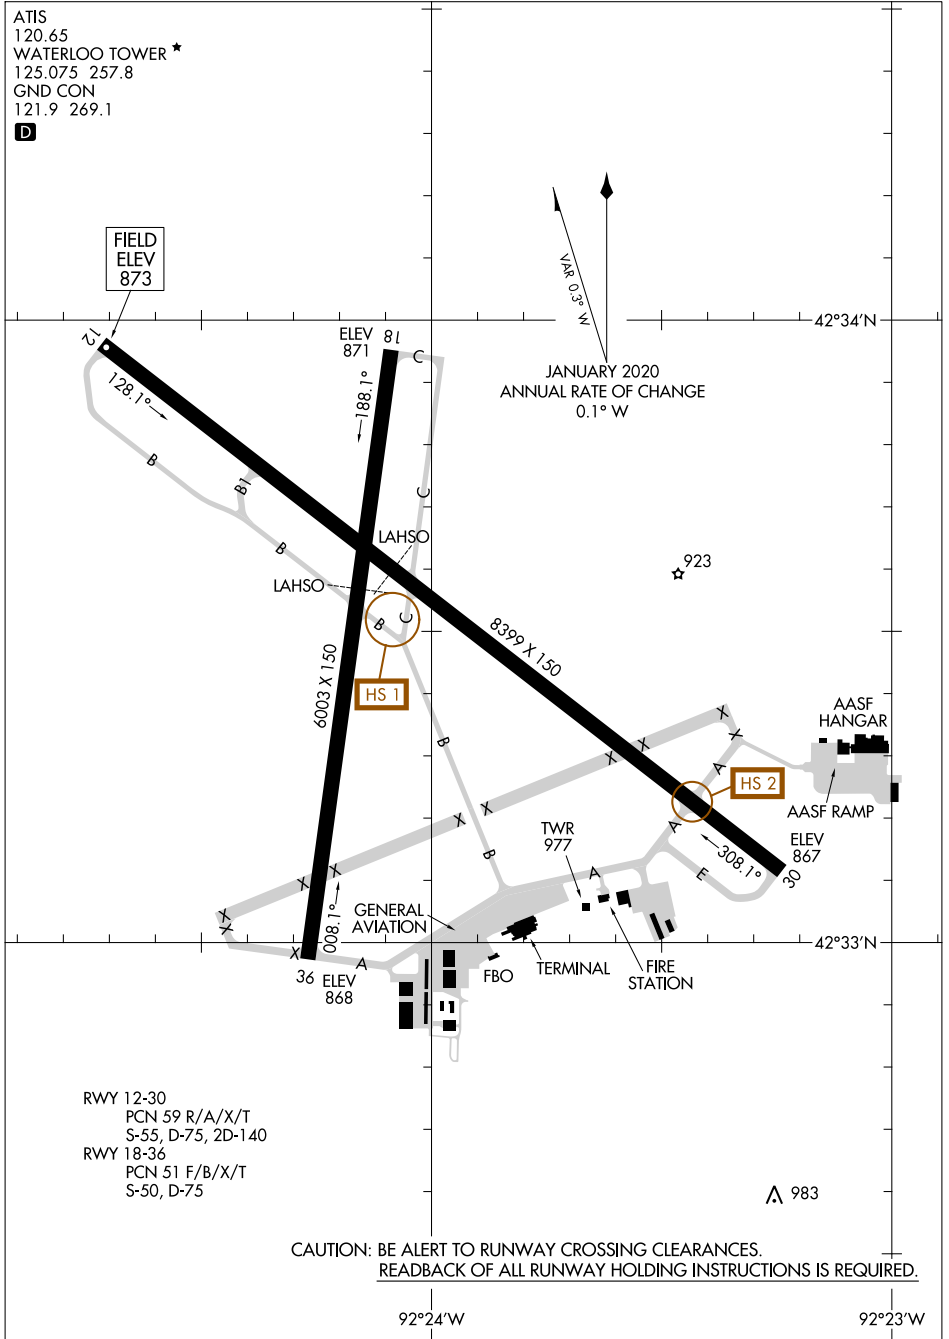 ATIS
120.65
WATERLOO TOWER ★
125.075 257.8
GND CON
121.9 269.1
D
FIELD
ELEV
873
VAR 0.3° W
JANUARY 2020
ANNUAL RATE OF CHANGE
0.1° W
42°34'N
12
128.1°
ELEV
871
18
188.1°
C
C
C
B
B1
B
B
B
B
LAHSO
LAHSO
HS 1
923
8399 X 150
6003 X 150
X
X
X
X
X
X
X
X
X
X
X
A
A
HS 2
AASF
HANGAR
AASF RAMP
ELEV
867
30
308.1°
E
A
TWR
977
GENERAL
AVIATION
008.1°
A
36
ELEV
868
FBO
TERMINAL
FIRE
STATION
42°33'N
RWY 12-30
PCN 59 R/A/X/T
S-55, D-75, 2D-140
RWY 18-36
PCN 51 F/B/X/T
S-50, D-75
983
CAUTION: BE ALERT TO RUNWAY CROSSING CLEARANCES.
READBACK OF ALL RUNWAY HOLDING INSTRUCTIONS IS REQUIRED.
92°24'W
92°23'W